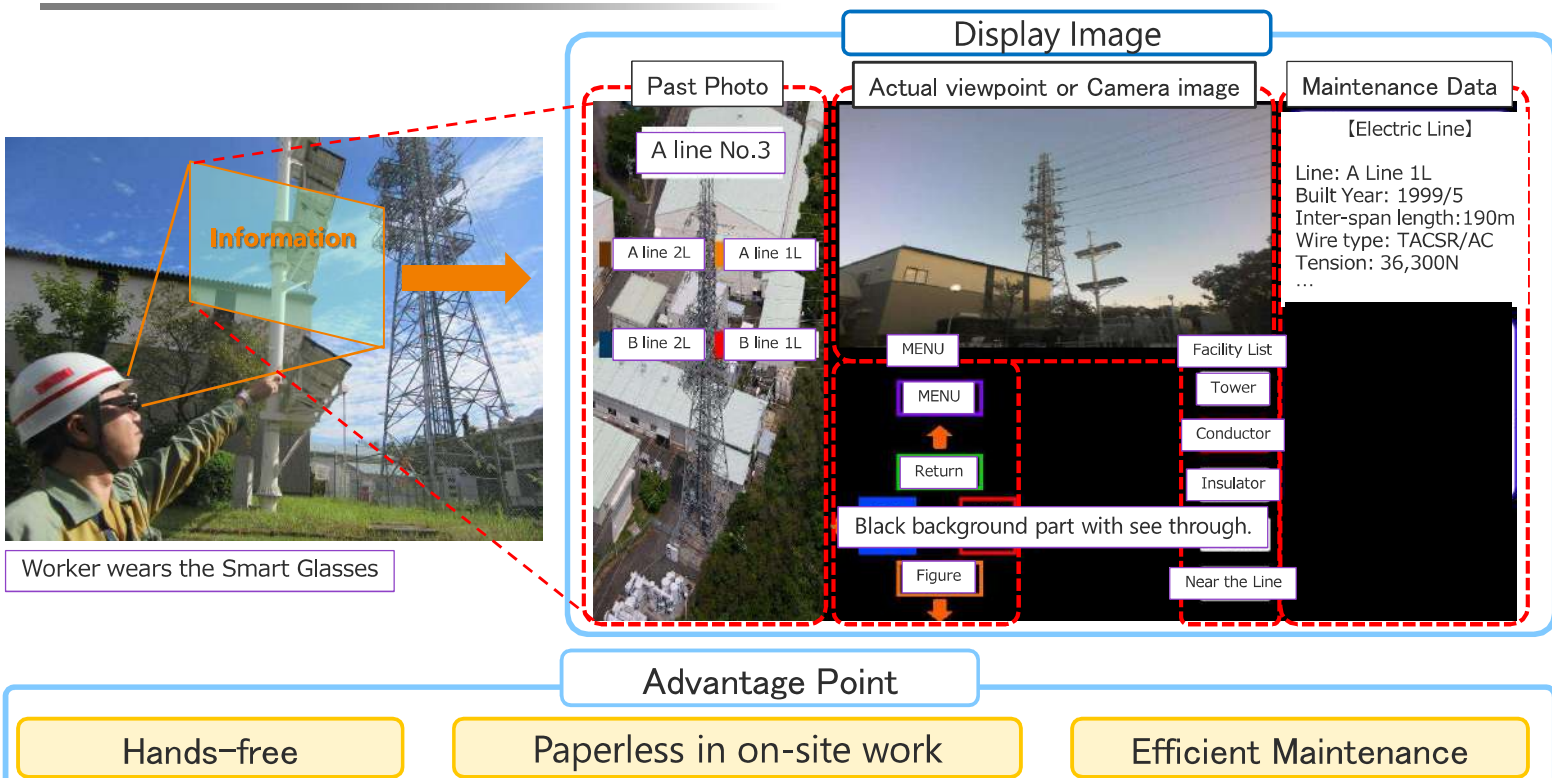 Display Image
Past Photo
Actual viewpoint or Camera image
Maintenance Data
Information
Worker wears the Smart Glasses
A line No.3
A line 2L
A line 1L
B line 2L
B line 1L
【Electric Line】
Line: A Line 1L
Built Year: 1999/5
Inter-span length:190m
Wire type: TACSR/AC
Tension: 36,300N
…
MENU
MENU
Return
Black background part with see through.
Figure
Facility List
Tower
Conductor
Insulator
Near the Line
Advantage Point
Hands-free
Paperless in on-site work
Efficient Maintenance